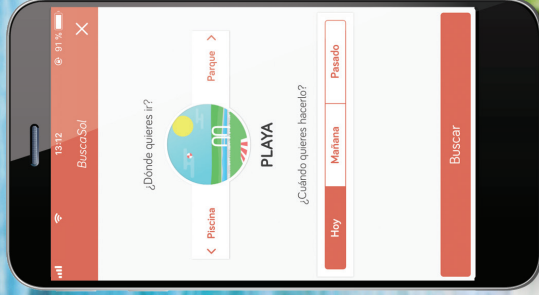 13:12
91 %
BuscaSol
¿Dónde quieres ir?
Piscina
Parque
PLAYA
¿Cuándo quieres hacerlo?
Hoy
Mañana
Pasado
Buscar